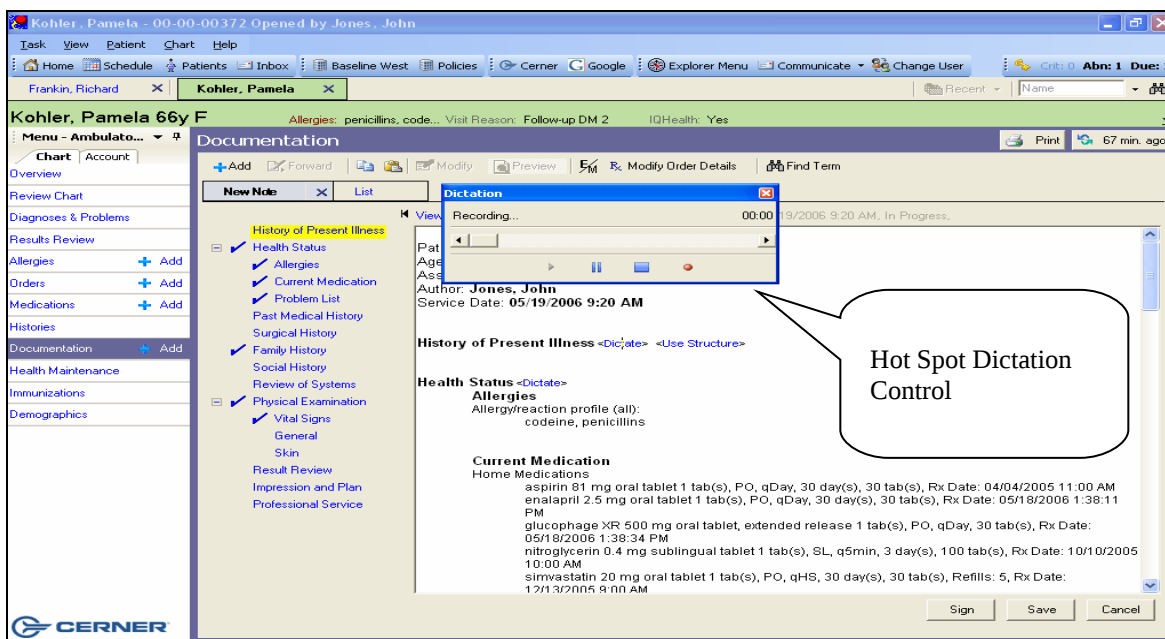 Kohler, Pamela - 00-00-00372 Opened by Jones, John
Task View Patient Chart Help
Home Schedule Patients Inbox Baseline West Policies Cerner Google Explorer Menu Communicate Change User Crit: 0 Abn: 1 Due:
Frankin, Richard Kohler, Pamela Recent Name
Kohler, Pamela 66y F Allergies: penicillins, code... Visit Reason: Follow-up DM 2 IQHealth: Yes
Menu - Ambulato...
Documentation
Print 67 min. ago
Chart Account
+Add Forward Modify Preview E/M Modify Order Details Find Term
Overview
Review Chart
Diagnoses & Problems
Results Review
Allergies Add
Orders Add
Medications Add
Histories
Documentation Add
Health Maintenance
Immunizations
Demographics
CERNER
New Note List
History of Present Illness
Health Status
Allergies
Current Medication
Problem List
Past Medical History
Surgical History
Family History
Social History
Review of Systems
Physical Examination
Vital Signs
General
Skin
Result Review
Impression and Plan
Professional Service
Dictation
Recording... 00:00
View 19/2006 9:20 AM, In Progress,
Pat
Age
Ass
Author: Jones, John
Service Date: 05/19/2006 9:20 AM
History of Present Illness <Dictate> <Use Structure>
Health Status <Dictate>
Allergies
Allergy/reaction profile (all):
codeine, penicillins
Current Medication
Home Medications
aspirin 81 mg oral tablet 1 tab(s), PO, qDay, 30 day(s), 30 tab(s), Rx Date: 04/04/2005 11:00 AM
enalapril 2.5 mg oral tablet 1 tab(s), PO, qDay, 30 day(s), 30 tab(s), Rx Date: 05/18/2006 1:38:11
PM
glucophage XR 500 mg oral tablet, extended release 1 tab(s), PO, qDay, 30 tab(s), Rx Date:
05/18/2006 1:38:34 PM
nitroglycerin 0.4 mg sublingual tablet 1 tab(s), SL, q5min, 3 day(s), 100 tab(s), Rx Date: 10/10/2005
10:00 AM
simvastatin 20 mg oral tablet 1 tab(s), PO, qHS, 30 day(s), 30 tab(s), Refills: 5, Rx Date:
12/13/2005 9:00 AM
Hot Spot Dictation
Control
Sign Save Cancel